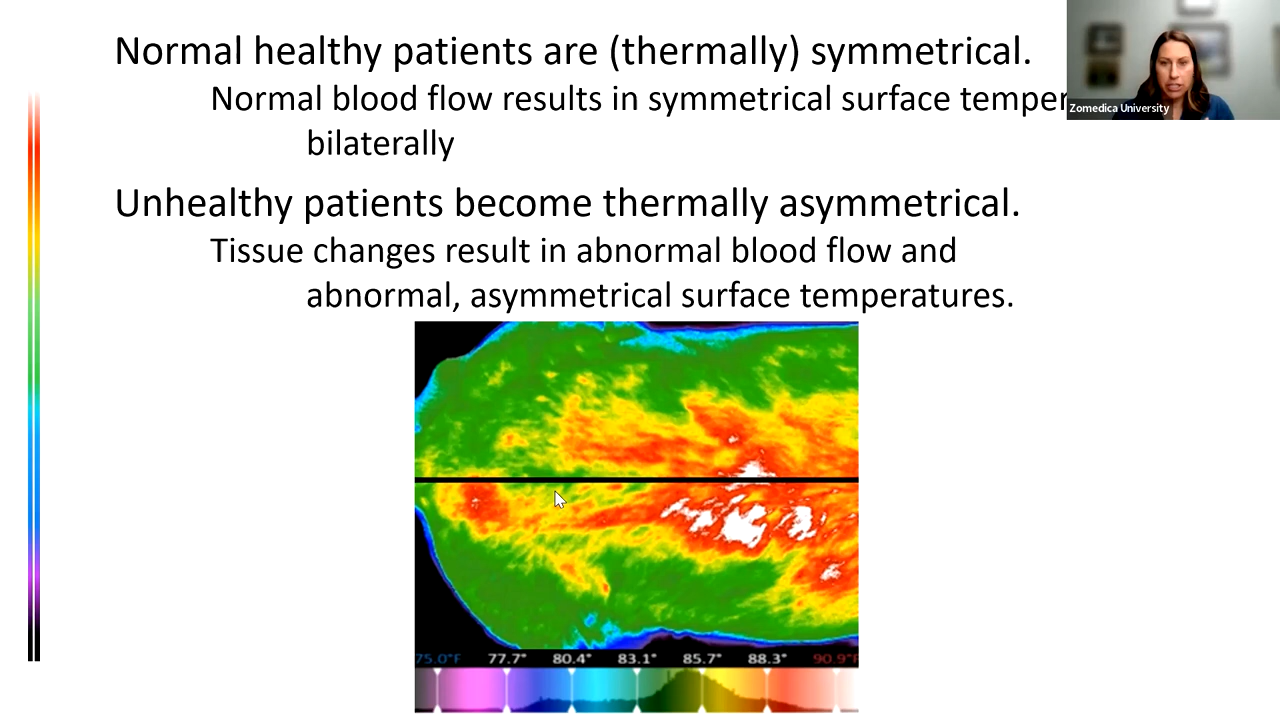 Normal healthy patients are (thermally) symmetrical.
Normal blood flow results in symmetrical surface temper
bilaterally
Zomedica University
Unhealthy patients become thermally asymmetrical.
Tissue changes result in abnormal blood flow and
abnormal, asymmetrical surface temperatures.
75.0°F 77.7° 80.4° 83.1° 85.7° 88.3° 90.9°F